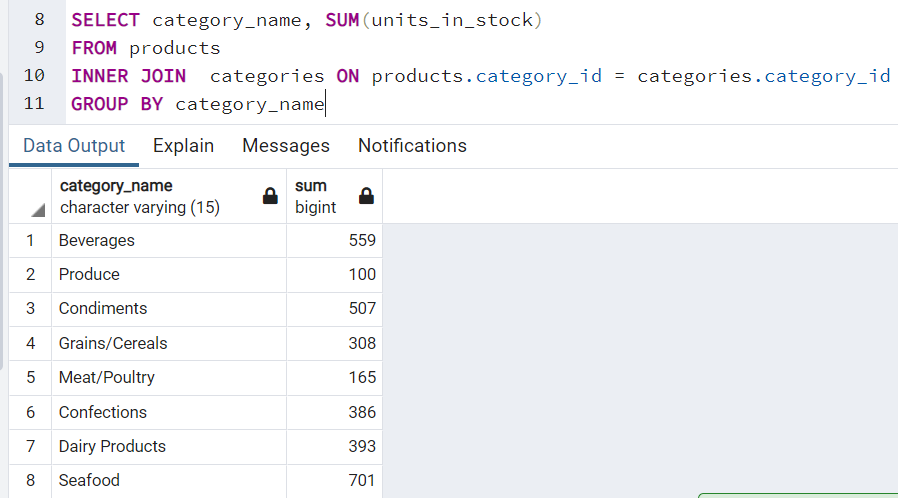 8 SELECT category_name, SUM(units_in_stock)
9 FROM products
10 INNER JOIN  categories ON products.category_id = categories.category_id
11 GROUP BY category_name
Data Output Explain Messages Notifications
category_name sum
character varying (15) bigint
1 Beverages 559
2 Produce 100
3 Condiments 507
4 Grains/Cereals 308
5 Meat/Poultry 165
6 Confections 386
7 Dairy Products 393
8 Seafood 701